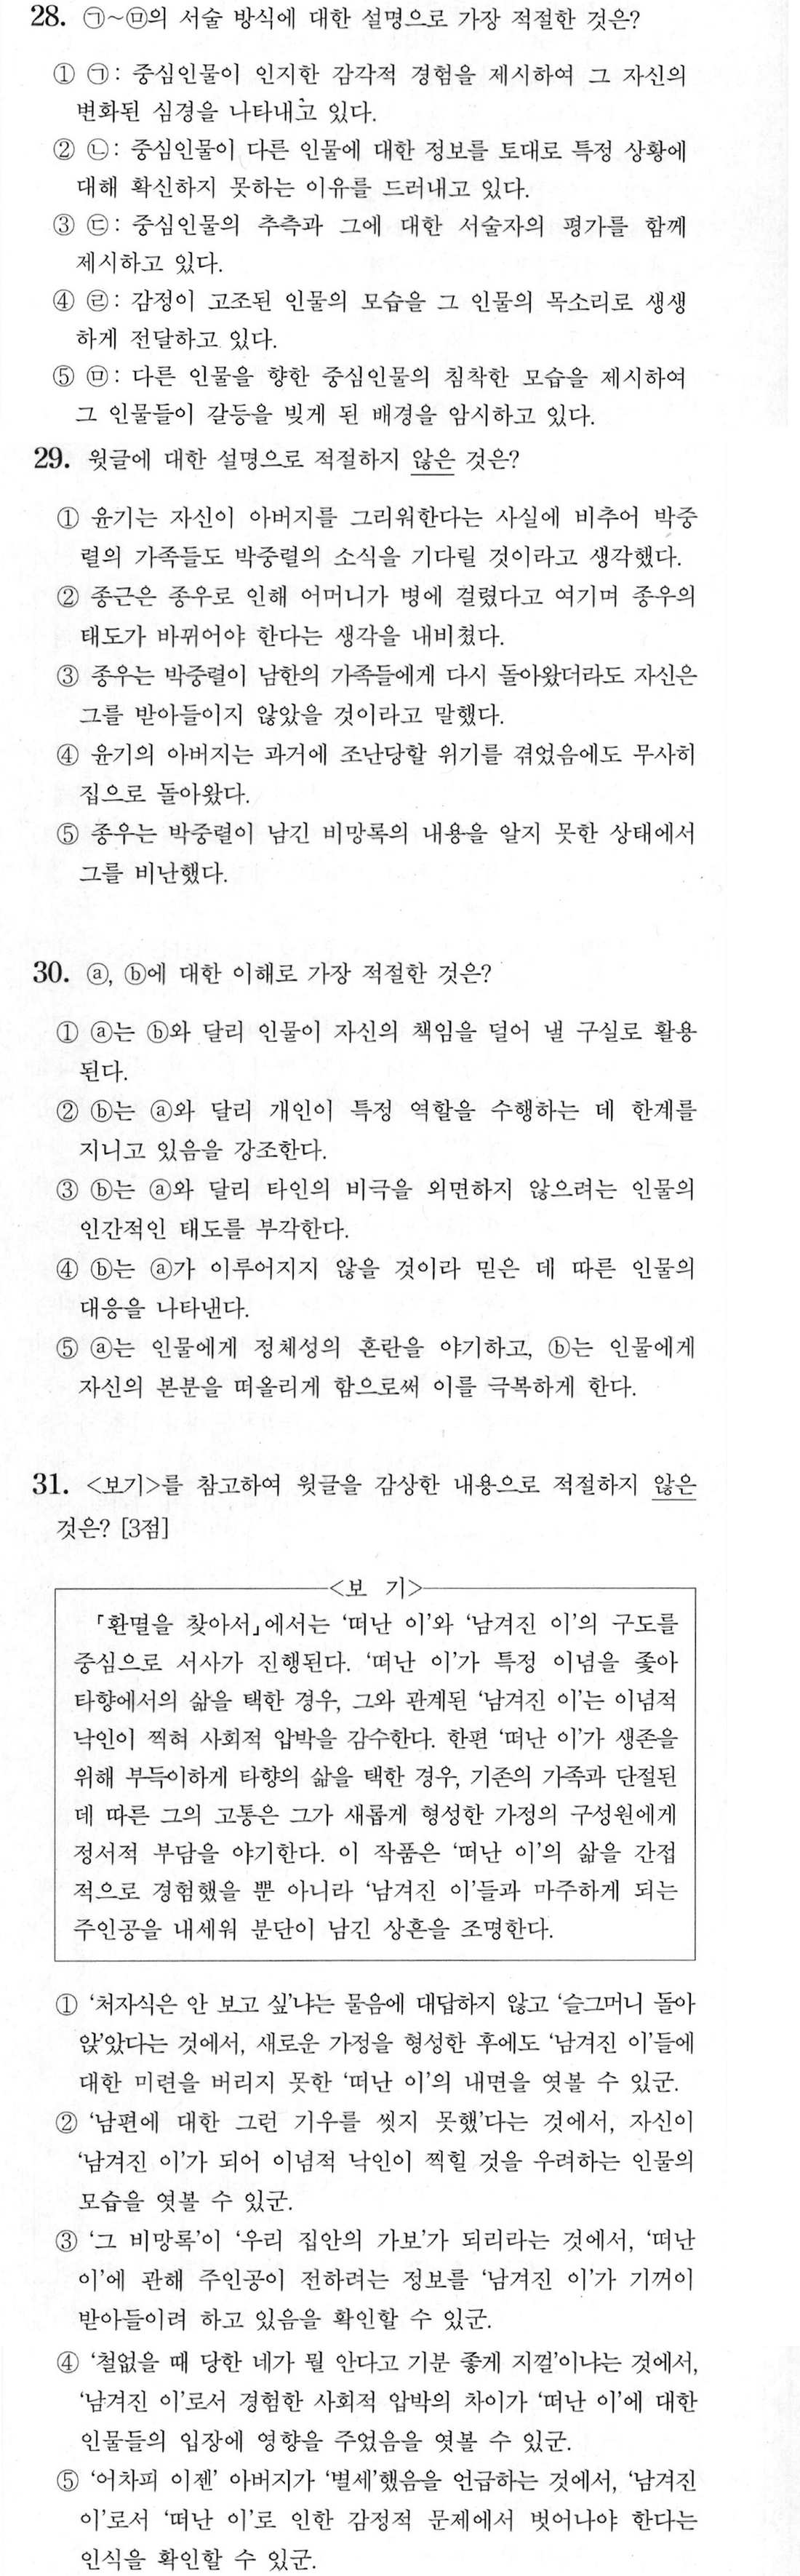 28. ㉠~㉤의 서술 방식에 대한 설명으로 가장 적절한 것은?
① ㉠: 중심인물이 인지한 감각적 경험을 제시하여 그 자신의
변화된 심경을 나타내고 있다.
② ㉡: 중심인물이 다른 인물에 대한 정보를 토대로 특정 상황에
대해 확신하지 못하는 이유를 드러내고 있다.
③ ㉢: 중심인물의 추측과 그에 대한 서술자의 평가를 함께
제시하고 있다.
④ ㉣: 감정이 고조된 인물의 모습을 그 인물의 목소리로 생생
하게 전달하고 있다.
⑤ ㉤: 다른 인물을 향한 중심인물의 침착한 모습을 제시하여
그 인물들이 갈등을 빚게 된 배경을 암시하고 있다.
29. 윗글에 대한 설명으로 적절하지 않은 것은?
① 윤기는 자신이 아버지를 그리워한다는 사실에 비추어 박중
렬의 가족들도 박중렬의 소식을 기다릴 것이라고 생각했다.
② 종근은 종우로 인해 어머니가 병에 걸렸다고 여기며 종우의
태도가 바뀌어야 한다는 생각을 내비쳤다.
③ 종우는 박중렬이 남한의 가족들에게 다시 돌아왔더라도 자신은
그를 받아들이지 않았을 것이라고 말했다.
④ 윤기의 아버지는 과거에 조난당할 위기를 겪었음에도 무사히
집으로 돌아왔다.
⑤ 종우는 박중렬이 남긴 비망록의 내용을 알지 못한 상태에서
그를 비난했다.
30. ⓐ, ⓑ에 대한 이해로 가장 적절한 것은?
① ⓐ는 ⓑ와 달리 인물이 자신의 책임을 덜어 낼 구실로 활용
된다.
② ⓑ는 ⓐ와 달리 개인이 특정 역할을 수행하는 데 한계를
지니고 있음을 강조한다.
③ ⓑ는 ⓐ와 달리 타인의 비극을 외면하지 않으려는 인물의
인간적인 태도를 부각한다.
④ ⓑ는 ⓐ가 이루어지지 않을 것이라 믿은 데 따른 인물의
대응을 나타낸다.
⑤ ⓐ는 인물에게 정체성의 혼란을 야기하고, ⓑ는 인물에게
자신의 본분을 떠올리게 함으로써 이를 극복하게 한다.
31. <보기>를 참고하여 윗글을 감상한 내용으로 적절하지 않은
것은? [3점]
<보 기>
「환멸을 찾아서」에서는 ‘떠난 이’와 ‘남겨진 이’의 구도를
중심으로 서사가 진행된다. ‘떠난 이’가 특정 이념을 좇아
타향에서의 삶을 택한 경우, 그와 관계된 ‘남겨진 이’는 이념적
낙인이 찍혀 사회적 압박을 감수한다. 한편 ‘떠난 이’가 생존을
위해 부득이하게 타향의 삶을 택한 경우, 기존의 가족과 단절된
데 따른 그의 고통은 그가 새롭게 형성한 가정의 구성원에게
정서적 부담을 야기한다. 이 작품은 ‘떠난 이’의 삶을 간접
적으로 경험했을 뿐 아니라 ‘남겨진 이’들과 마주하게 되는
주인공을 내세워 분단이 남긴 상흔을 조명한다.
① ‘처자식은 안 보고 싶’냐는 물음에 대답하지 않고 ‘슬그머니 돌아
앉’았다는 것에서, 새로운 가정을 형성한 후에도 ‘남겨진 이’들에
대한 미련을 버리지 못한 ‘떠난 이’의 내면을 엿볼 수 있군.
② ‘남편에 대한 그런 기우를 씻지 못했’다는 것에서, 자신이
‘남겨진 이’가 되어 이념적 낙인이 찍힐 것을 우려하는 인물의
모습을 엿볼 수 있군.
③ ‘그 비망록’이 ‘우리 집안의 가보’가 되리라는 것에서, ‘떠난
이’에 관해 주인공이 전하려는 정보를 ‘남겨진 이’가 기꺼이
받아들이려 하고 있음을 확인할 수 있군.
④ ‘철없을 때 당한 네가 뭘 안다고 기분 좋게 지껄’이냐는 것에서,
‘남겨진 이’로서 경험한 사회적 압박의 차이가 ‘떠난 이’에 대한
인물들의 입장에 영향을 주었음을 엿볼 수 있군.
⑤ ‘어차피 이젠’ 아버지가 ‘별세’했음을 언급하는 것에서, ‘남겨진
이’로서 ‘떠난 이’로 인한 감정적 문제에서 벗어나야 한다는
인식을 확인할 수 있군.